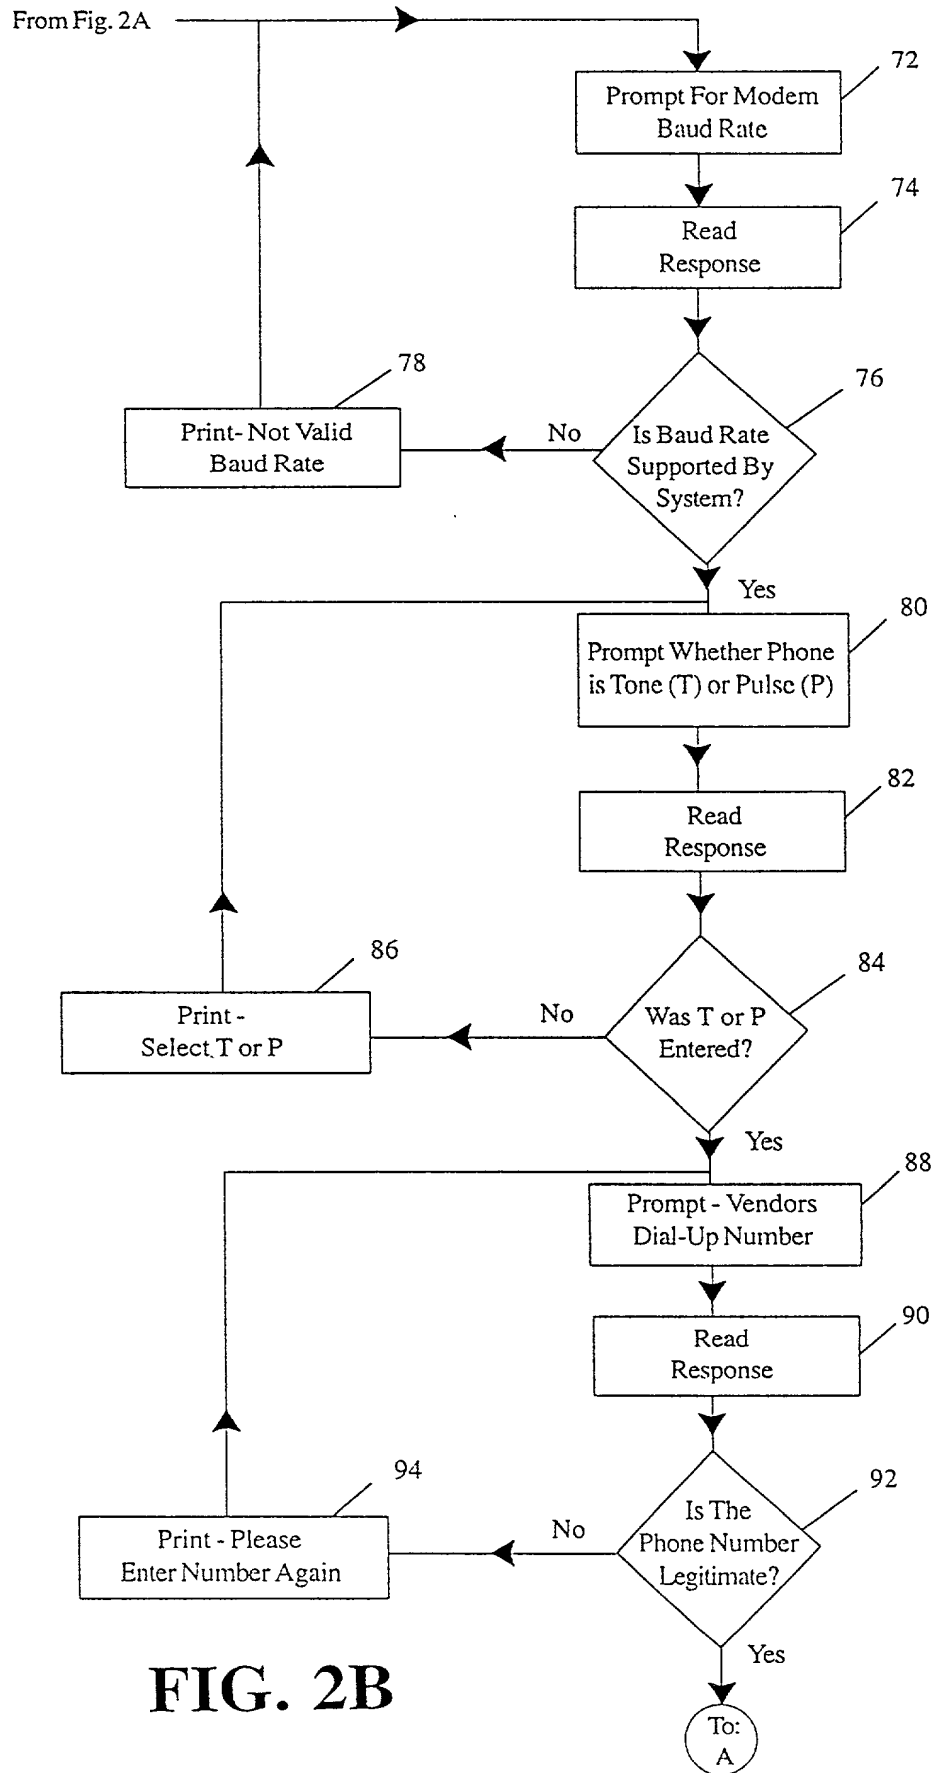 From Fig. 2A
72
Prompt For Modem
Baud Rate
74
Read
Response
78
76
Print- Not Valid
Baud Rate
No
Is Baud Rate
Supported By
System?
Yes
80
Prompt Whether Phone
is Tone (T) or Pulse (P)
82
Read
Response
86
84
Print -
Select T or P
No
Was T or P
Entered?
Yes
88
Prompt - Vendors
Dial-Up Number
90
Read
Response
94
92
Print - Please
Enter Number Again
No
Is The
Phone Number
Legitimate?
Yes
FIG. 2B
To:
A